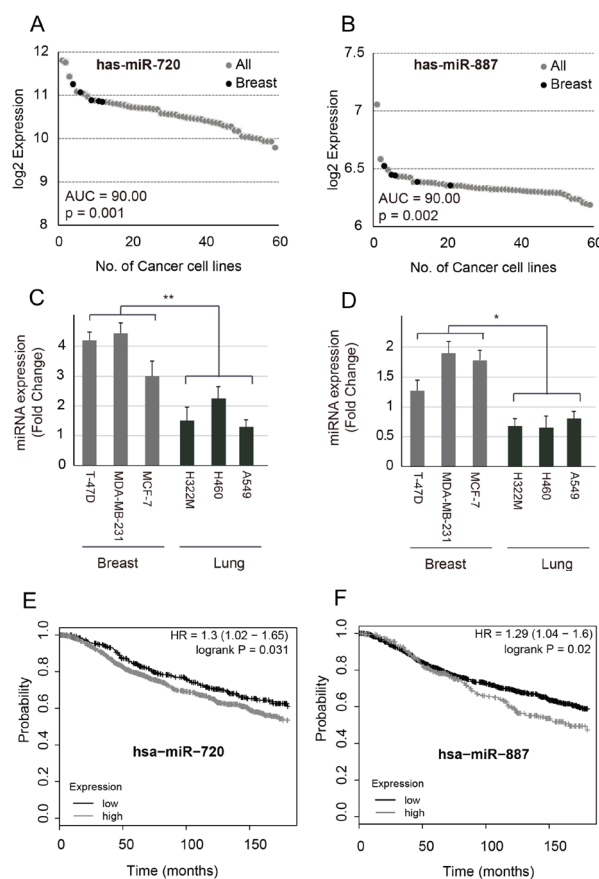 A
has-miR-720
All
Breast
log2 Expression
12
11
10
9
8
AUC = 90.00
p = 0.001
0
20
40
60
No. of Cancer cell lines
B
has-miR-887
All
Breast
log2 Expression
7.5
7
6.5
6
AUC = 90.00
p = 0.002
0
20
40
60
No. of Cancer cell lines
C
**
miRNA expression
(Fold Change)
4
3
2
1
T-47D
MDA-MB-231
MCF-7
H322M
H460
A549
Breast
Lung
D
*
miRNA expression
(Fold Change)
2
1.5
1
0.5
0
T-47D
MDA-MB-231
MCF-7
H322M
H460
A549
Breast
Lung
E
HR = 1.3 (1.02 − 1.65)
logrank P = 0.031
Probability
1.0
0.8
0.6
0.4
0.2
0.0
hsa−miR−720
Expression
low
high
0
50
100
150
Time (months)
F
HR = 1.29 (1.04 − 1.6)
logrank P = 0.02
Probability
1.0
0.8
0.6
0.4
0.2
0.0
hsa−miR−887
Expression
low
high
0
50
100
150
Time (months)